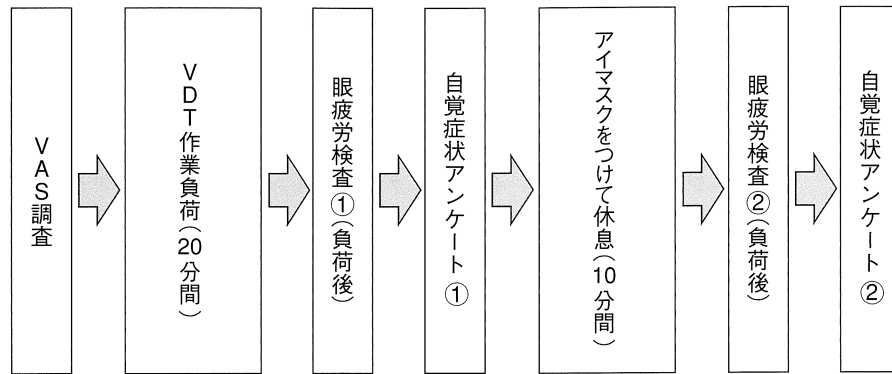 VAS調査
VDT作業負荷(20分間)
眼疲労検査①(負荷後)
自覚症状アンケート①
アイマスクをつけて休息(10分間)
眼疲労検査②(負荷後)
自覚症状アンケート②